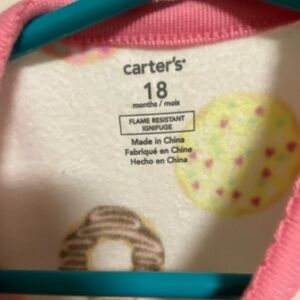 carter's
18
months / mois
FLAME RESISTANT
IGNIFUGE
Made in China
Fabriqué en Chine
Hecho en China